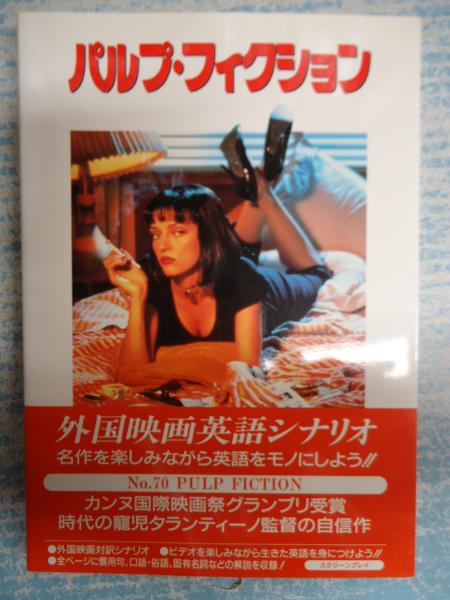 パルプ・フィクション
外国映画英語シナリオ
名作を楽しみながら英語をモノにしよう!!
No.70 PULP FICTION
カンヌ国際映画祭グランプリ受賞
時代の寵児タランティーノ監督の自信作
●外国映画対訳シナリオ ●ビデオを楽しみながら生きた英語を身につけよう!!
●全ページに慣用句、口語・俗語、固有名詞などの解説を収録!
スクリーンプレイ